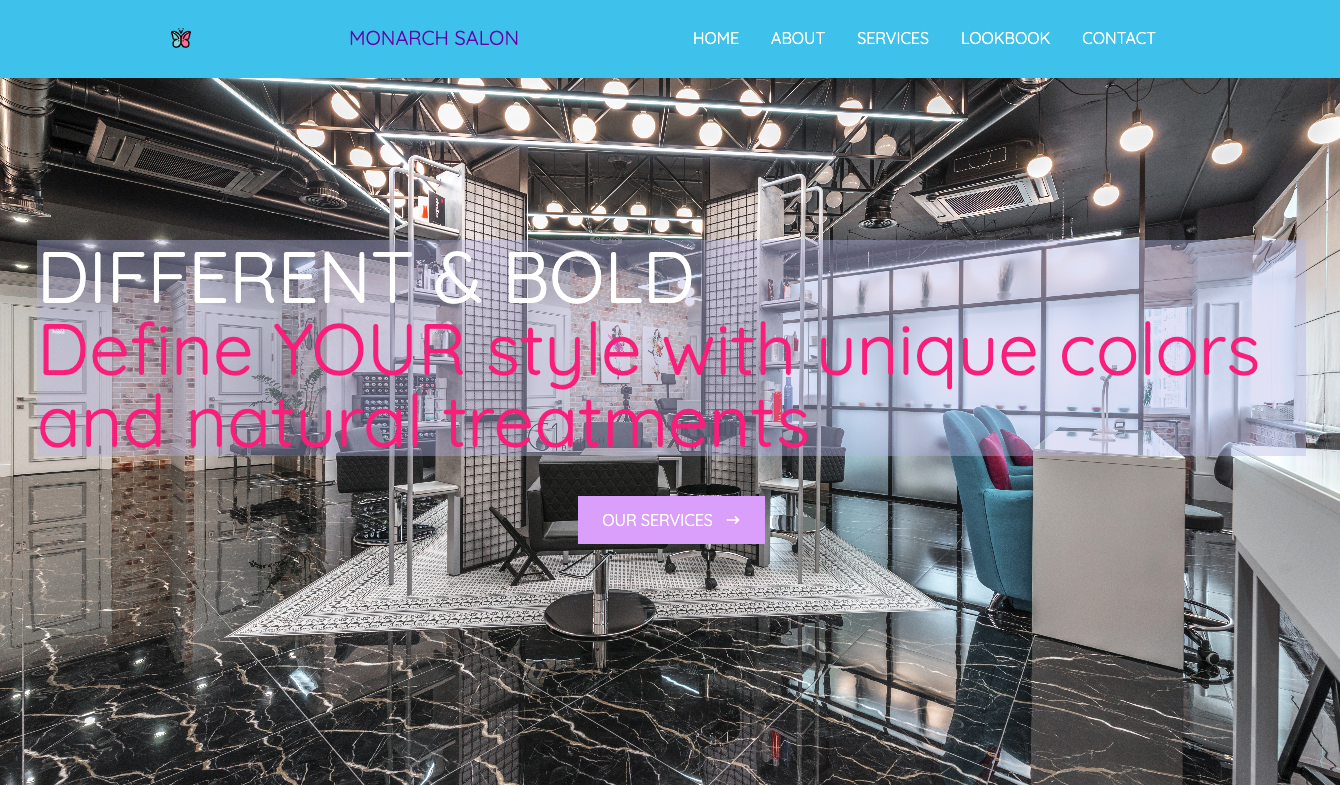 MONARCH SALON
HOME ABOUT SERVICES LOOKBOOK CONTACT
DIFFERENT & BOLD
Define YOUR style with unique colors
and natural treatments
OUR SERVICES →